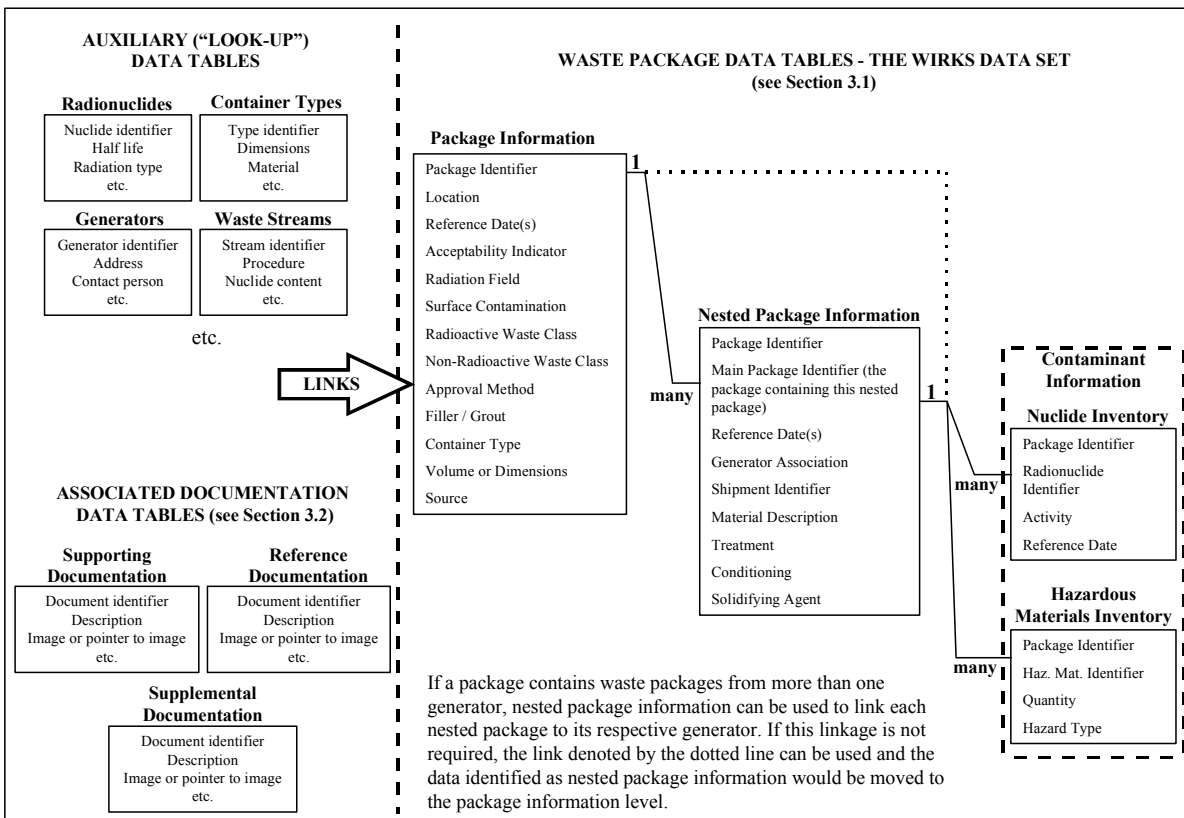 AUXILIARY (“LOOK-UP”)
DATA TABLES
Radionuclides
Nuclide identifier
Half life
Radiation type
etc.
Container Types
Type identifier
Dimensions
Material
etc.
Generators
Generator identifier
Address
Contact person
etc.
Waste Streams
Stream identifier
Procedure
Nuclide content
etc.
etc.
LINKS
ASSOCIATED DOCUMENTATION
DATA TABLES (see Section 3.2)
Supporting
Documentation
Document identifier
Description
Image or pointer to image
etc.
Reference
Documentation
Document identifier
Description
Image or pointer to image
etc.
Supplemental
Documentation
Document identifier
Description
Image or pointer to image
etc.
WASTE PACKAGE DATA TABLES - THE WIRKS DATA SET
(see Section 3.1)
Package Information
Package Identifier
Location
Reference Date(s)
Acceptability Indicator
Radiation Field
Surface Contamination
Radioactive Waste Class
Non-Radioactive Waste Class
Approval Method
Filler / Grout
Container Type
Volume or Dimensions
Source
1
many
Nested Package Information
Package Identifier
Main Package Identifier (the
package containing this nested
package)
Reference Date(s)
Generator Association
Shipment Identifier
Material Description
Treatment
Conditioning
Solidifying Agent
1
many
many
Contaminant
Information
Nuclide Inventory
Package Identifier
Radionuclide
Identifier
Activity
Reference Date
Hazardous
Materials Inventory
Package Identifier
Haz. Mat. Identifier
Quantity
Hazard Type
If a package contains waste packages from more than one
generator, nested package information can be used to link each
nested package to its respective generator. If this linkage is not
required, the link denoted by the dotted line can be used and the
data identified as nested package information would be moved to
the package information level.